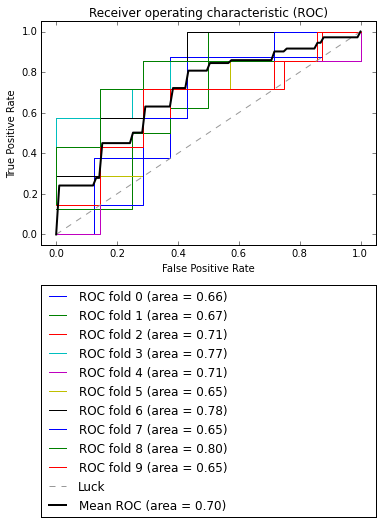 Receiver operating characteristic (ROC)
True Positive Rate
1.0
0.8
0.6
0.4
0.2
0.0
0.0 0.2 0.4 0.6 0.8 1.0
False Positive Rate
ROC fold 0 (area = 0.66)
ROC fold 1 (area = 0.67)
ROC fold 2 (area = 0.71)
ROC fold 3 (area = 0.77)
ROC fold 4 (area = 0.71)
ROC fold 5 (area = 0.65)
ROC fold 6 (area = 0.78)
ROC fold 7 (area = 0.65)
ROC fold 8 (area = 0.80)
ROC fold 9 (area = 0.65)
Luck
Mean ROC (area = 0.70)